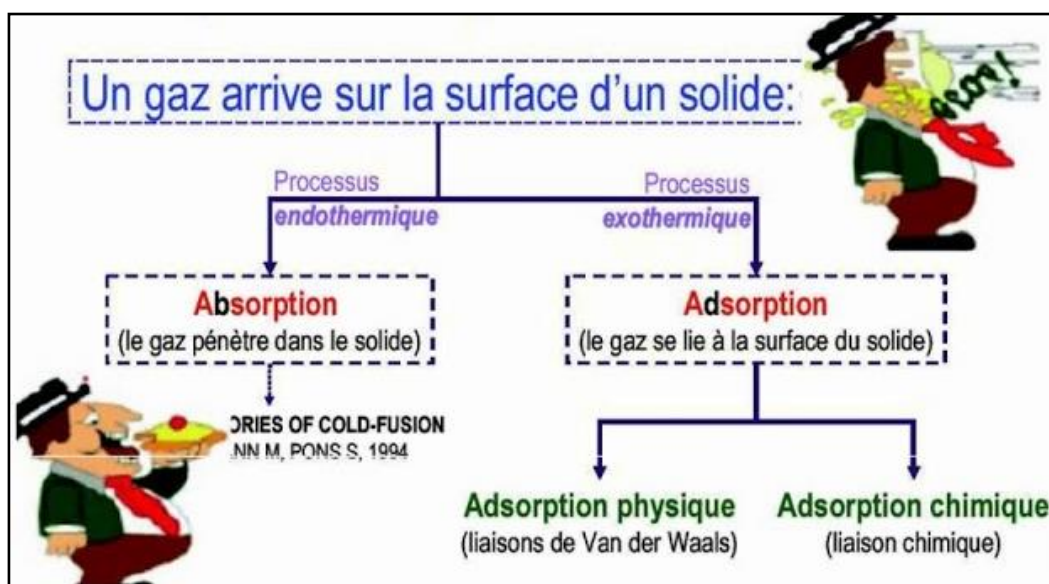 Un gaz arrive sur la surface d'un solide:
Processus
endothermique
Processus
exothermique
Absorption
(le gaz pénètre dans le solide)
Adsorption
(le gaz se lie à la surface du solide)
OF COLD-FUSION
M, PONS S, 1994
Adsorption physique
(liaisons de Van der Waals)
Adsorption chimique
(liaison chimique)